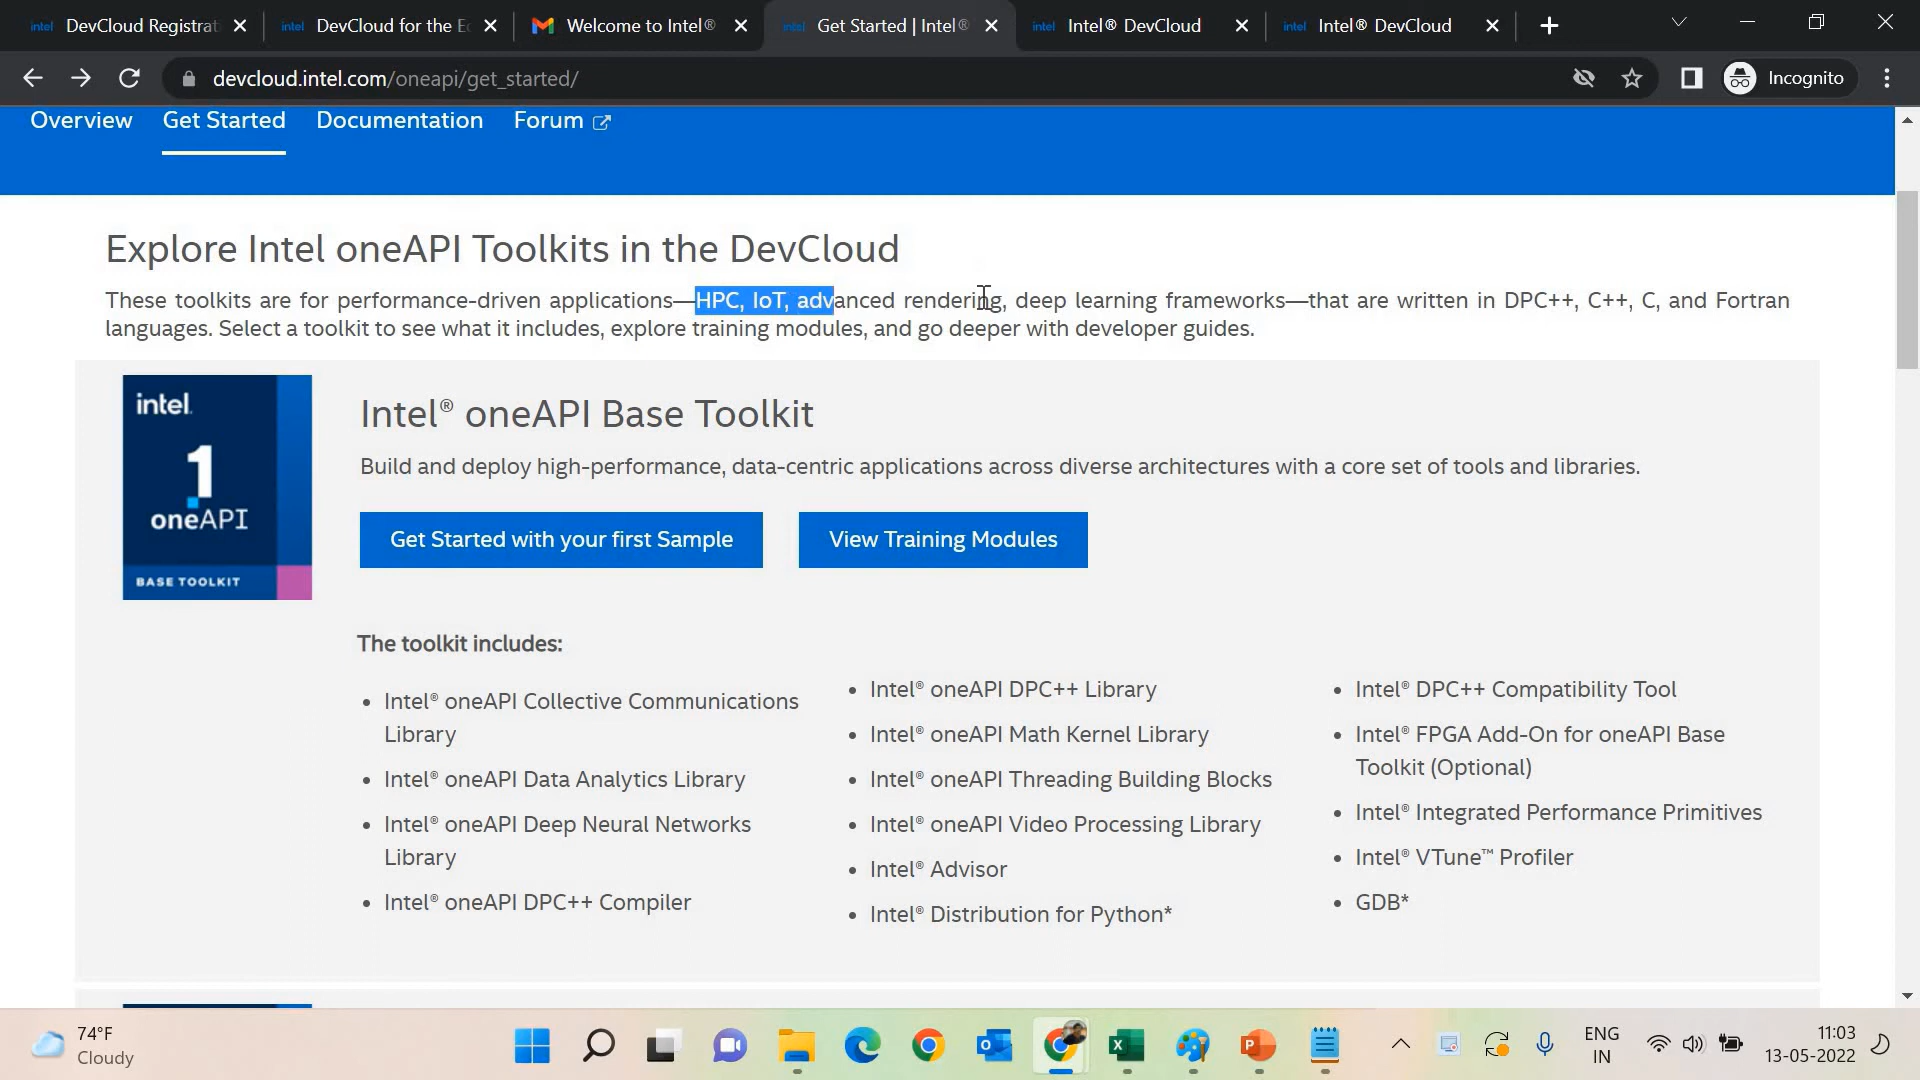 intel DevCloud Registrat
intel DevCloud for the Ed
Welcome to Intel®
intel Get Started | Intel®
intel Intel® DevCloud
intel Intel® DevCloud
devcloud.intel.com/oneapi/get_started/
Incognito
Overview Get Started Documentation Forum
Explore Intel oneAPI Toolkits in the DevCloud
These toolkits are for performance-driven applications—HPC, IoT, advanced rendering, deep learning frameworks—that are written in DPC++, C++, C, and Fortran
languages. Select a toolkit to see what it includes, explore training modules, and go deeper with developer guides.
intel.
1
oneAPI
BASE TOOLKIT
Intel® oneAPI Base Toolkit
Build and deploy high-performance, data-centric applications across diverse architectures with a core set of tools and libraries.
Get Started with your first Sample
View Training Modules
The toolkit includes:
• Intel® oneAPI Collective Communications
Library
• Intel® oneAPI Data Analytics Library
• Intel® oneAPI Deep Neural Networks
Library
• Intel® oneAPI DPC++ Compiler
• Intel® oneAPI DPC++ Library
• Intel® oneAPI Math Kernel Library
• Intel® oneAPI Threading Building Blocks
• Intel® oneAPI Video Processing Library
• Intel® Advisor
• Intel® Distribution for Python*
• Intel® DPC++ Compatibility Tool
• Intel® FPGA Add-On for oneAPI Base
Toolkit (Optional)
• Intel® Integrated Performance Primitives
• Intel® VTune™ Profiler
• GDB*
74°F
Cloudy
ENG
IN
11:03
13-05-2022